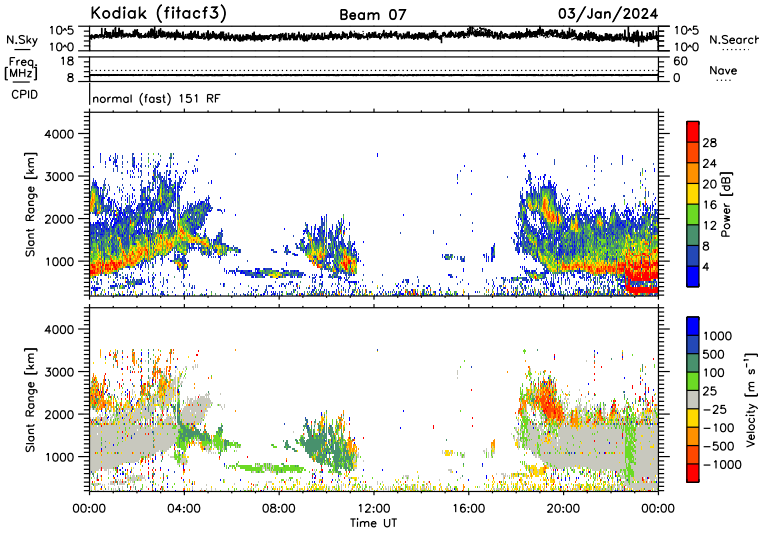 Kodiak (fitacf3) Beam 07 03/Jan/2024
N.Sky 10^5 10^0 10^5 10^0 N.Search
Freq. [MHz] 18 8 60 0 Nave
CPID normal (fast) 151 RF
Slant Range [km] 4000 3000 2000 1000
28 24 20 16 12 8 4 Power [dB]
Slant Range [km] 4000 3000 2000 1000
1000 500 100 25 −25 −100 −500 −1000 Velocity [m s⁻¹]
00:00 04:00 08:00 12:00 16:00 20:00 00:00
Time UT